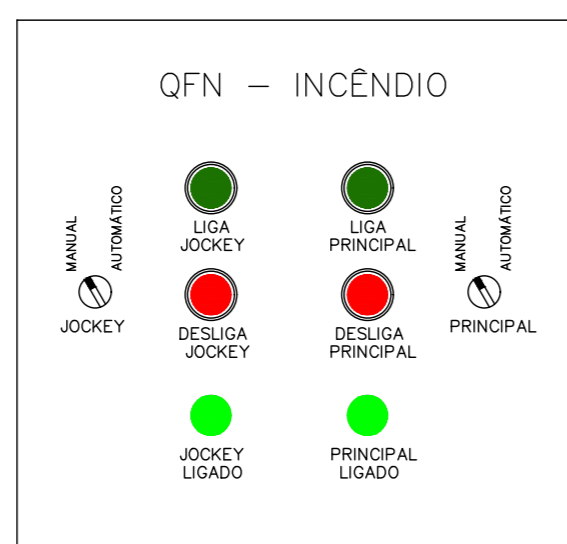 QFN – INCÊNDIO
LIGA
JOCKEY
LIGA
PRINCIPAL
MANUAL
AUTOMÁTICO
JOCKEY
DESLIGA
JOCKEY
DESLIGA
PRINCIPAL
MANUAL
AUTOMÁTICO
PRINCIPAL
JOCKEY
LIGADO
PRINCIPAL
LIGADO